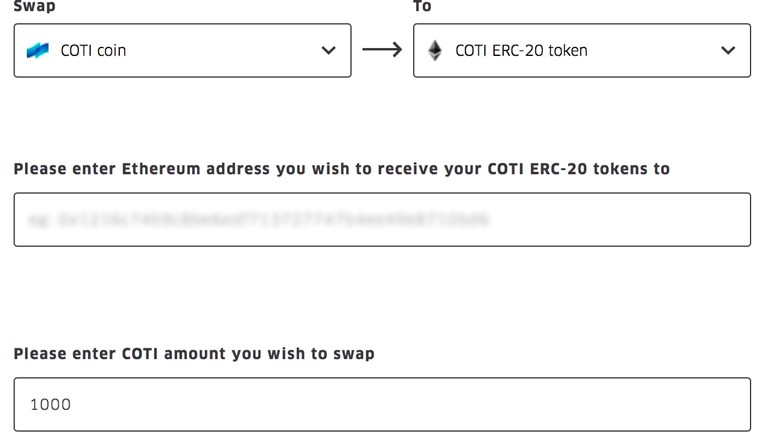 Swap
To
COTI coin
COTI ERC-20 token
Please enter Ethereum address you wish to receive your COTI ERC-20 tokens to
Please enter COTI amount you wish to swap
1000